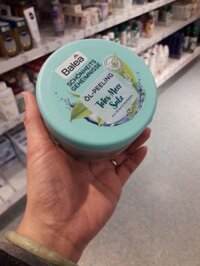 Balea
SCHÖNHEITS
GEHEIMNISSE
ÖL-PEELING
Totes Meer
Salz